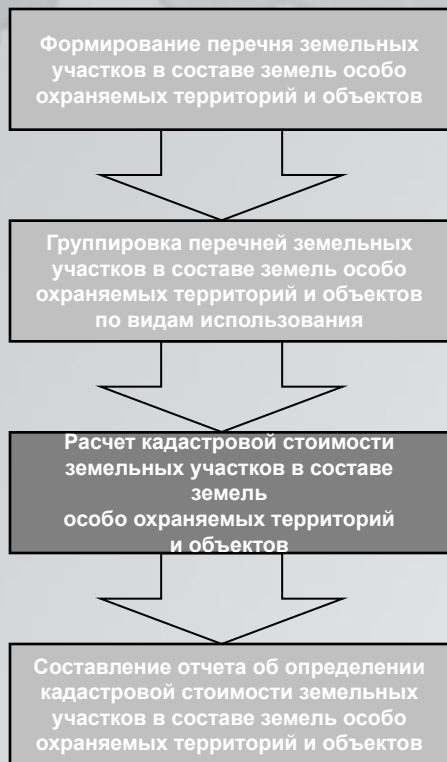 Формирование перечня земельных
участков в составе земель особо
охраняемых территорий и объектов
Группировка перечней земельных
участков в составе земель особо
охраняемых территорий и объектов
по видам использования
Расчет кадастровой стоимости
земельных участков в составе
земель
особо охраняемых территорий
и объектов
Составление отчета об определении
кадастровой стоимости земельных
участков в составе земель особо
охраняемых территорий и объектов